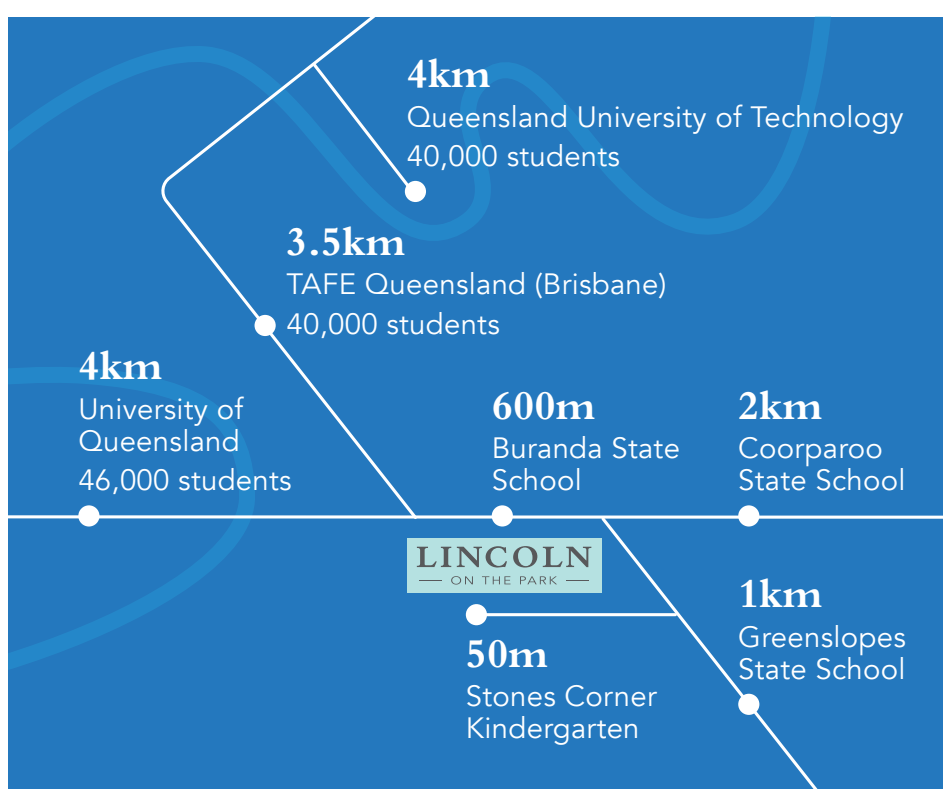 4km
Queensland University of Technology
40,000 students
3.5km
TAFE Queensland (Brisbane)
40,000 students
4km
University of
Queensland
46,000 students
600m
Buranda State
School
2km
Coorparoo
State School
LINCOLN
ON THE PARK
50m
Stones Corner
Kindergarten
1km
Greenslopes
State School